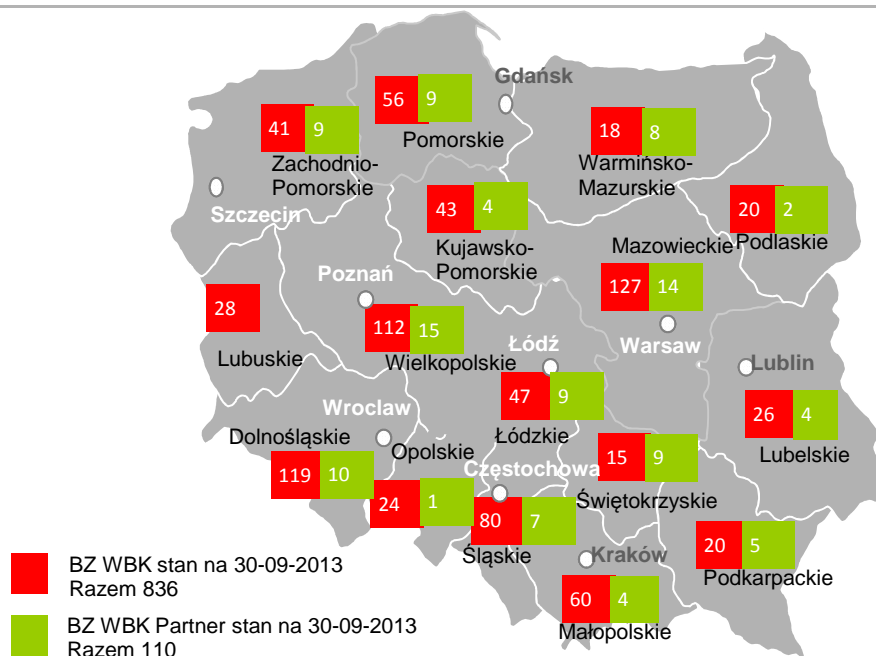 Gdańsk
56 9
Pomorskie
41 9
Zachodnio-
Pomorskie
18 8
Warmińsko-
Mazurskie
Szczecin
43 4
Kujawsko-
Pomorskie
20 2
Podlaskie
Mazowieckie
127 14
Poznań
28
Lubuskie
112 15
Wielkopolskie
Łódź
Warsaw
Lublin
47 9
Łódzkie
26 4
Lubelskie
Wroclaw
Dolnośląskie
119 10
Opolskie
24 1
Częstochowa
80 7
Śląskie
15 9
Świętokrzyskie
20 5
Podkarpackie
Kraków
60 4
Małopolskie
BZ WBK stan na 30-09-2013
Razem 836
BZ WBK Partner stan na 30-09-2013
Razem 110